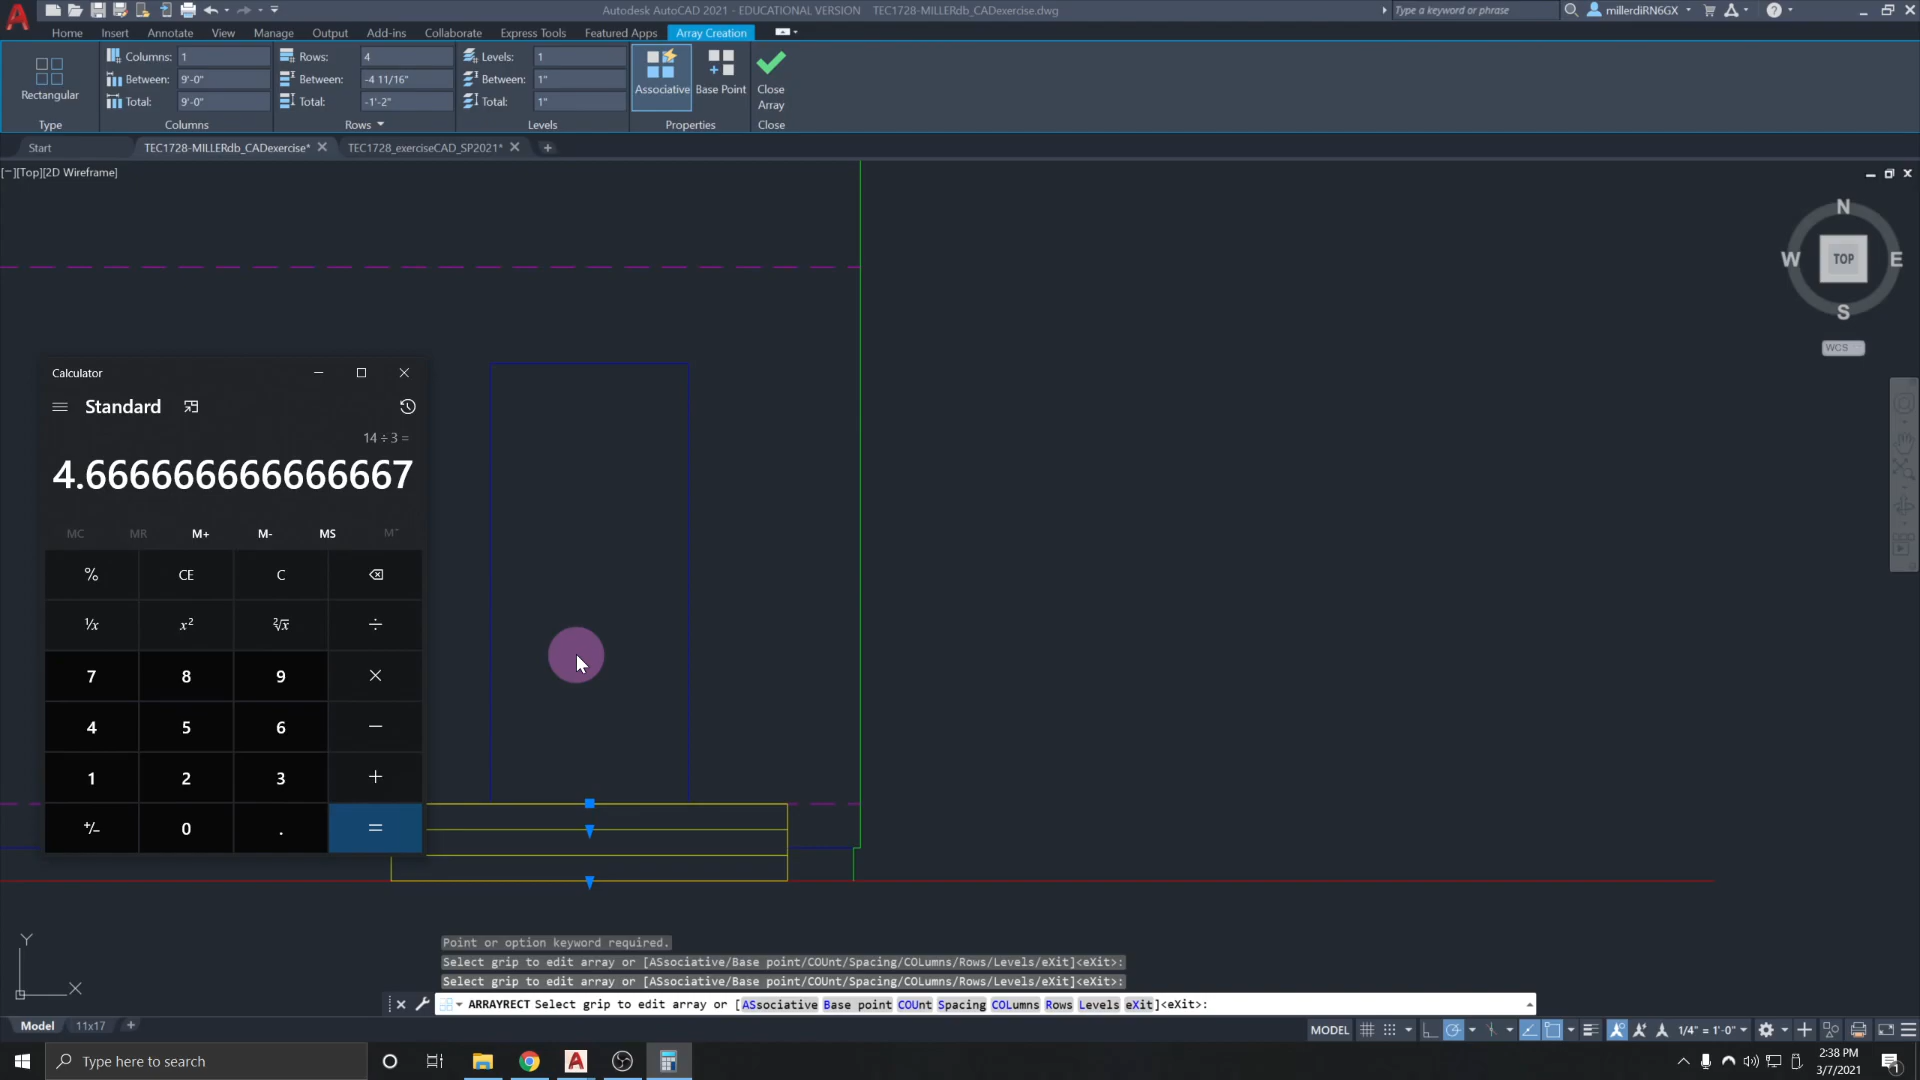 Autodesk AutoCAD 2021 - EDUCATIONAL VERSION TEC1728-MILLERdb_CADexercise.dwg
Type a keyword or phrase
millerdiRN6GX
Home Insert Annotate View Manage Output Add-ins Collaborate Express Tools Featured Apps Array Creation
Columns: 1 Rows: 4 Levels: 1
Between: 9'-0" Between: -4 11/16" Between: 1"
Total: 9'-0" Total: -1'-2" Total: 1"
Rectangular
Associative Base Point Close Array
Type Columns Rows Levels Properties Close
Start TEC1728-MILLERdb_CADexercise* TEC1728_exerciseCAD_SP2021*
[−][Top][2D Wireframe]
N
W TOP E
S
WCS
Calculator
Standard
14 ÷ 3 =
4.666666666666667
MC MR M+ M- MS M˅
% CE C
¹/x x² ²√x ÷
7 8 9 ×
4 5 6 −
1 2 3 +
+/− 0 . =
Point or option keyword required.
Select grip to edit array or [ASsociative/Base point/COUnt/Spacing/COLumns/Rows/Levels/eXit]<eXit>:
Select grip to edit array or [ASsociative/Base point/COUnt/Spacing/COLumns/Rows/Levels/eXit]<eXit>:
ARRAYRECT Select grip to edit array or [ASsociative Base point COUnt Spacing COLumns Rows Levels eXit]<eXit>:
Y
X
Model 11x17
MODEL 1/4" = 1'-0"
Type here to search
2:38 PM
3/7/2021
1